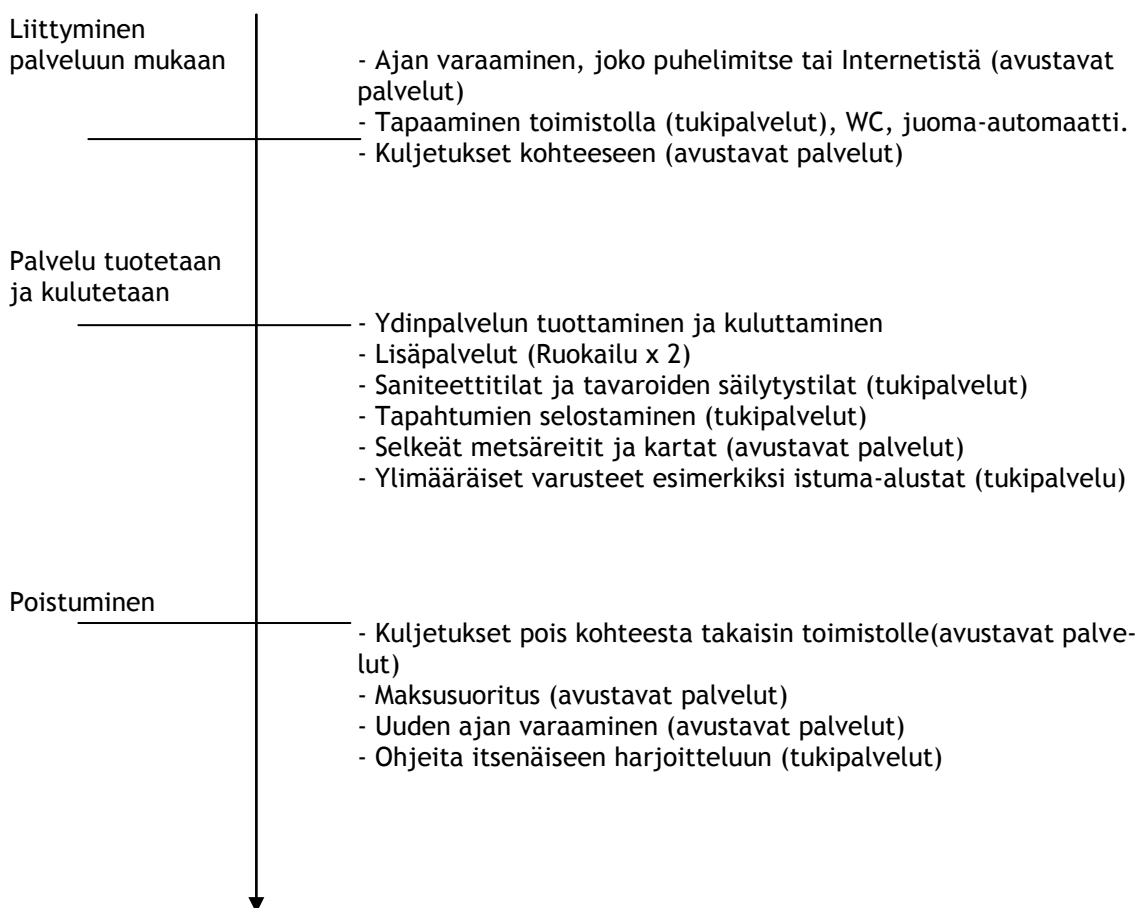 Liittyminen
palveluun mukaan
- Ajan varaaminen, joko puhelimitse tai Internetistä (avustavat
palvelut)
- Tapaaminen toimistolla (tukipalvelut), WC, juoma-automaatti.
- Kuljetukset kohteeseen (avustavat palvelut)
Palvelu tuotetaan
ja kulutetaan
- Ydinpalvelun tuottaminen ja kuluttaminen
- Lisäpalvelut (Ruokailu x 2)
- Saniteettitilat ja tavaroiden säilytystilat (tukipalvelut)
- Tapahtumien selostaminen (tukipalvelut)
- Selkeät metsäreitit ja kartat (avustavat palvelut)
- Ylimääräiset varusteet esimerkiksi istuma-alustat (tukipalvelu)
Poistuminen
- Kuljetukset pois kohteesta takaisin toimistolle(avustavat palve-
lut)
- Maksusuoritus (avustavat palvelut)
- Uuden ajan varaaminen (avustavat palvelut)
- Ohjeita itsenäiseen harjoitteluun (tukipalvelut)